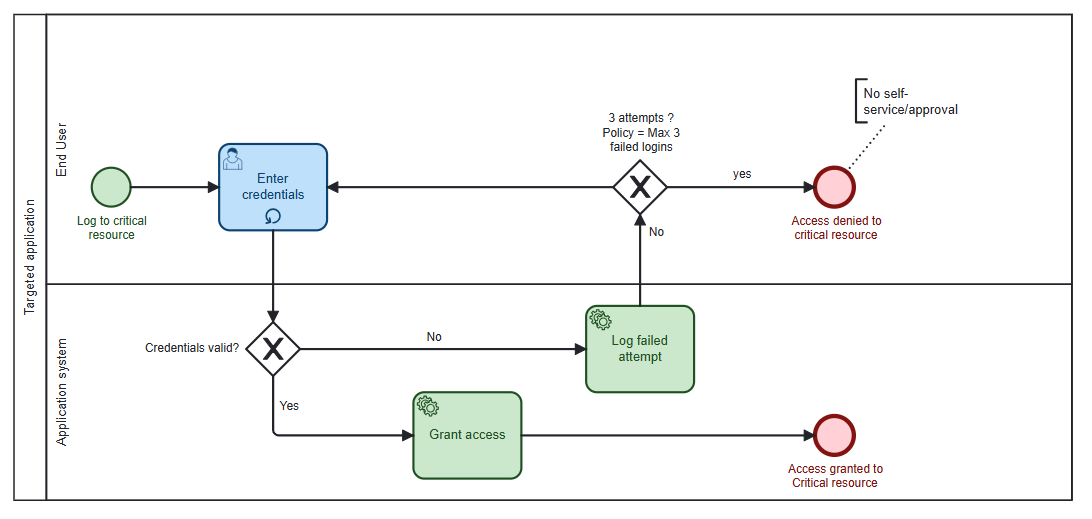 Targeted application
End User
Application system
Log to critical
resource
Enter
credentials
3 attempts ?
Policy = Max 3
failed logins
yes
No self-
service/approval
Access denied to
critical resource
No
Credentials valid?
No
Log failed
attempt
Yes
Grant access
Access granted to
Critical resource